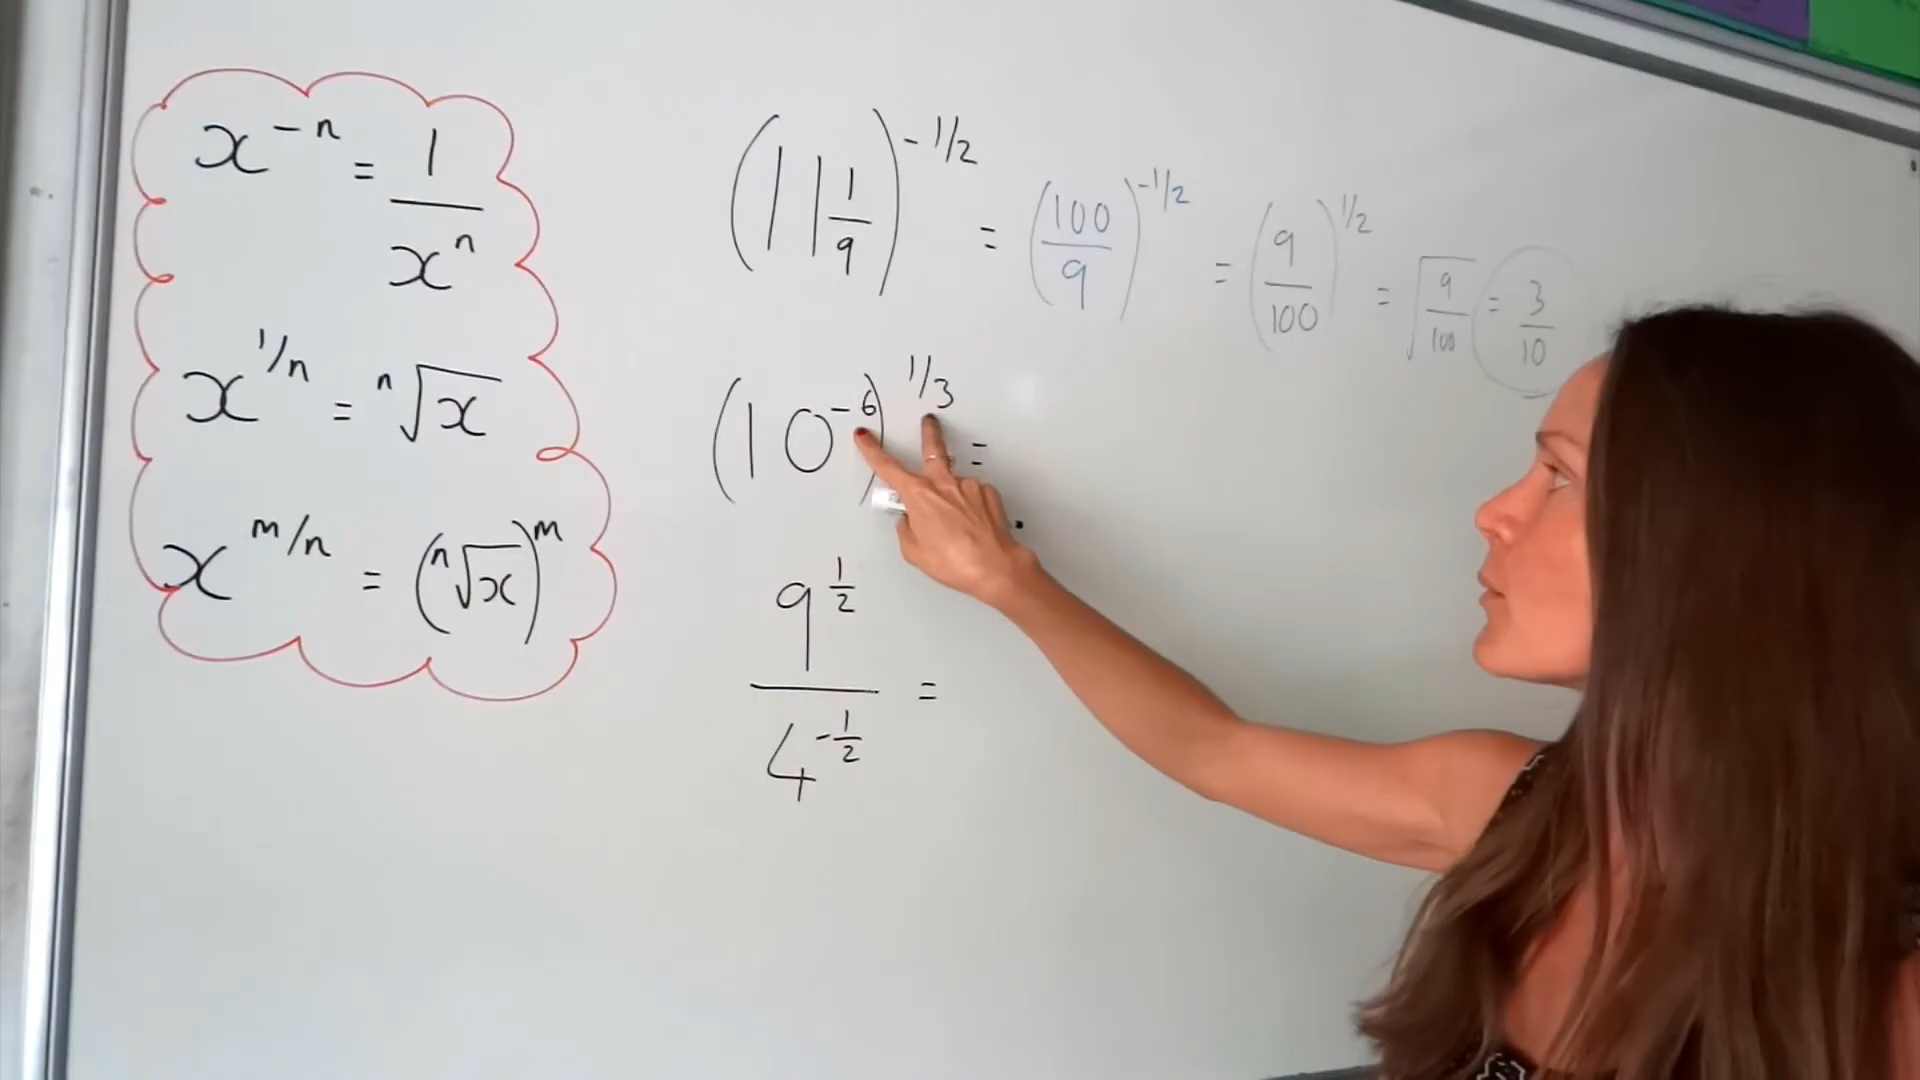 x^{-n} = 1/x^n
x^{1/n} = ⁿ√x
x^{m/n} = (ⁿ√x)^m
(11 1/9)^{-1/2} = (100/9)^{-1/2} = (9/100)^{1/2} = √(9/100) = 3/10
(10^{-6})^{1/3} =
9^{1/2} / 4^{-1/2} =